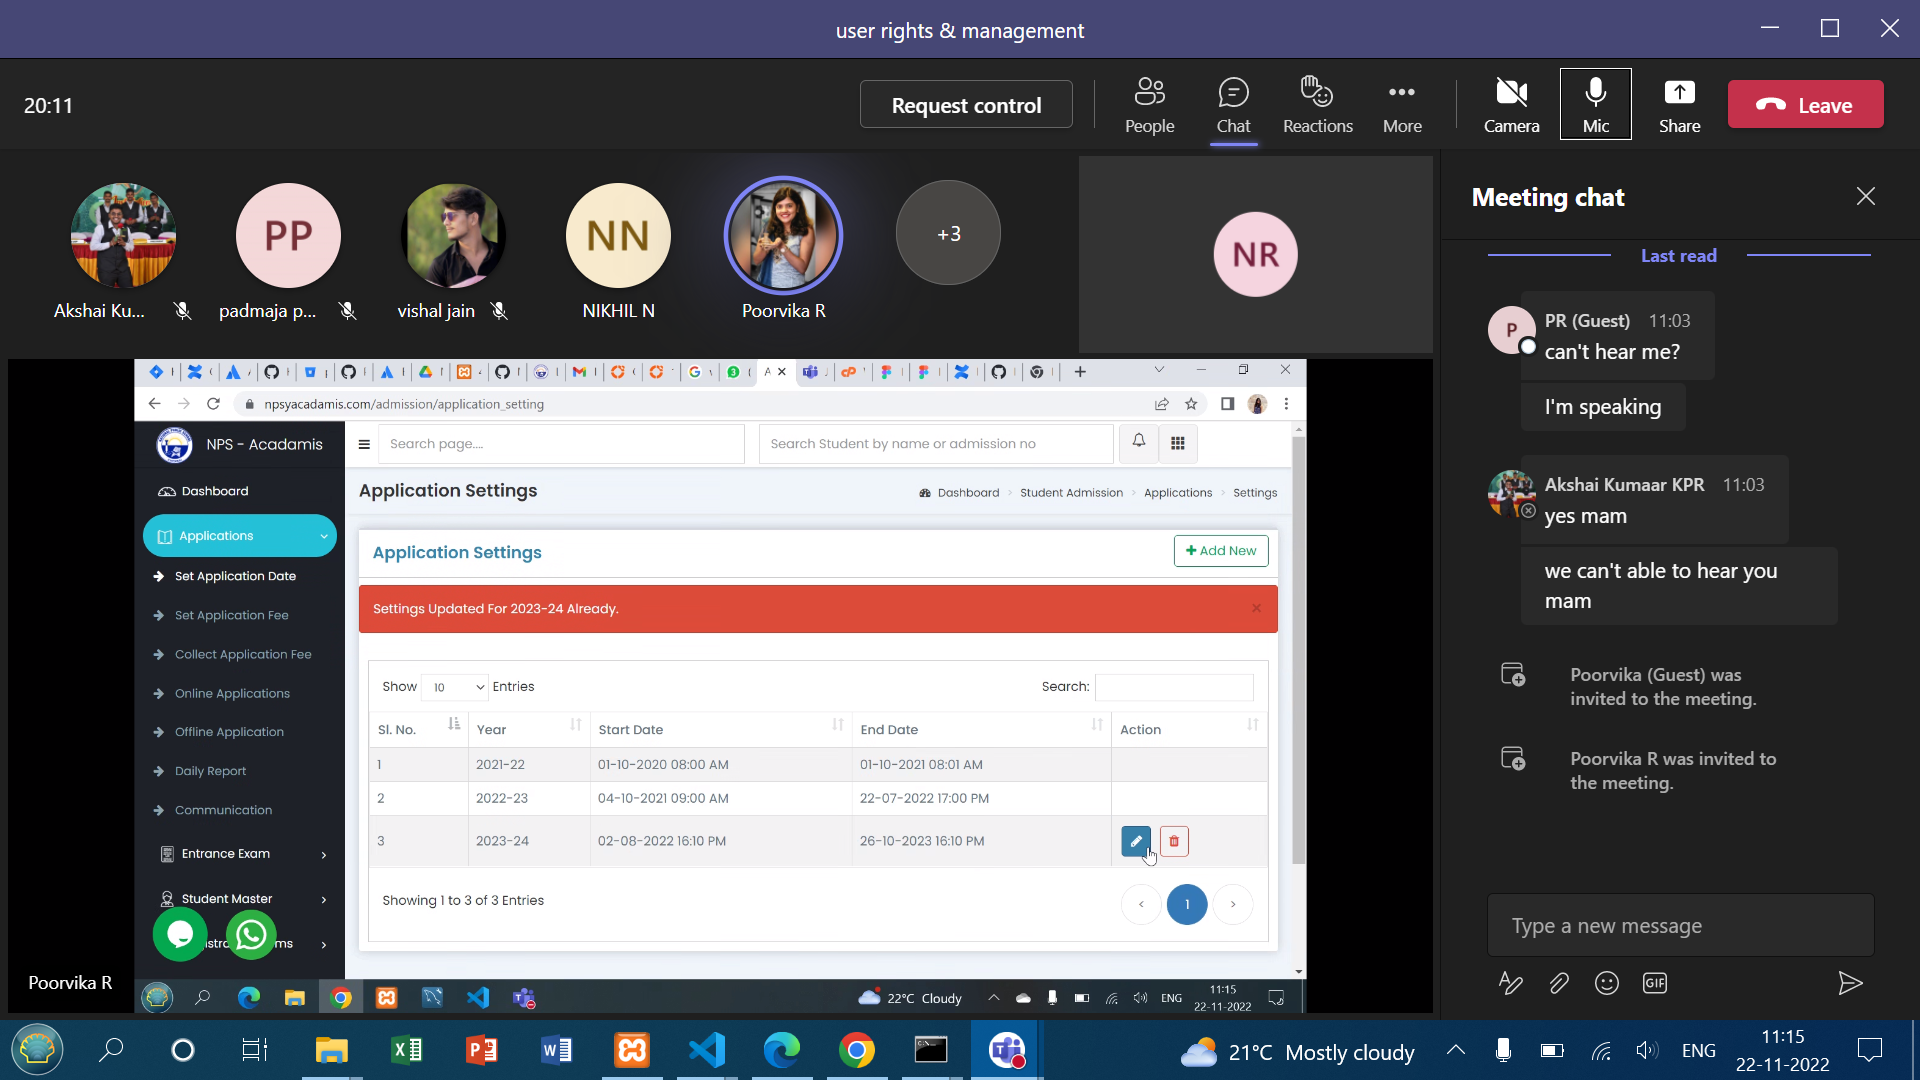 user rights & management
20:11
Request control
People
Chat
Reactions
More
Camera
Mic
Share
Leave
PP
NN
+3
NR
Akshai Ku...
padmaja p...
vishal jain
NIKHIL N
Poorvika R
Meeting chat
Last read
P
PR (Guest) 11:03
can't hear me?
I'm speaking
Akshai Kumaar KPR 11:03
yes mam
we can't able to hear you
mam
Poorvika (Guest) was
invited to the meeting.
Poorvika R was invited to
the meeting.
Type a new message
GIF
npsyacadamis.com/admission/application_setting
NPS - Acadamis
Search page....
Search Student by name or admission no
Dashboard
Applications
Set Application Date
Set Application Fee
Collect Application Fee
Online Applications
Offline Application
Daily Report
Communication
Entrance Exam
Student Master
Application Settings
Dashboard > Student Admission > Applications > Settings
Application Settings
+ Add New
Settings Updated For 2023-24 Already.
×
Show 10 Entries
Search:
Sl. No. Year Start Date End Date Action
1 2021-22 01-10-2020 08:00 AM 01-10-2021 08:01 AM
2 2022-23 04-10-2021 09:00 AM 22-07-2022 17:00 PM
3 2023-24 02-08-2022 16:10 PM 26-10-2023 16:10 PM
Showing 1 to 3 of 3 Entries
< 1 >
Poorvika R
22°C Cloudy
ENG
11:15
22-11-2022
21°C Mostly cloudy
ENG
11:15
22-11-2022